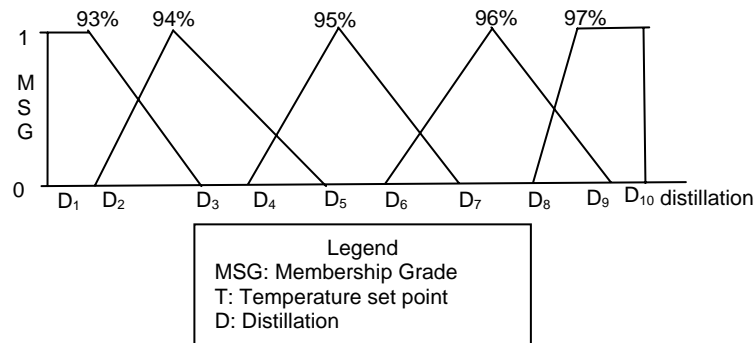 93% 94% 95% 96% 97%
1
M
S
G
0
D₁ D₂ D₃ D₄ D₅ D₆ D₇ D₈ D₉ D₁₀ distillation
Legend
MSG: Membership Grade
T: Temperature set point
D: Distillation